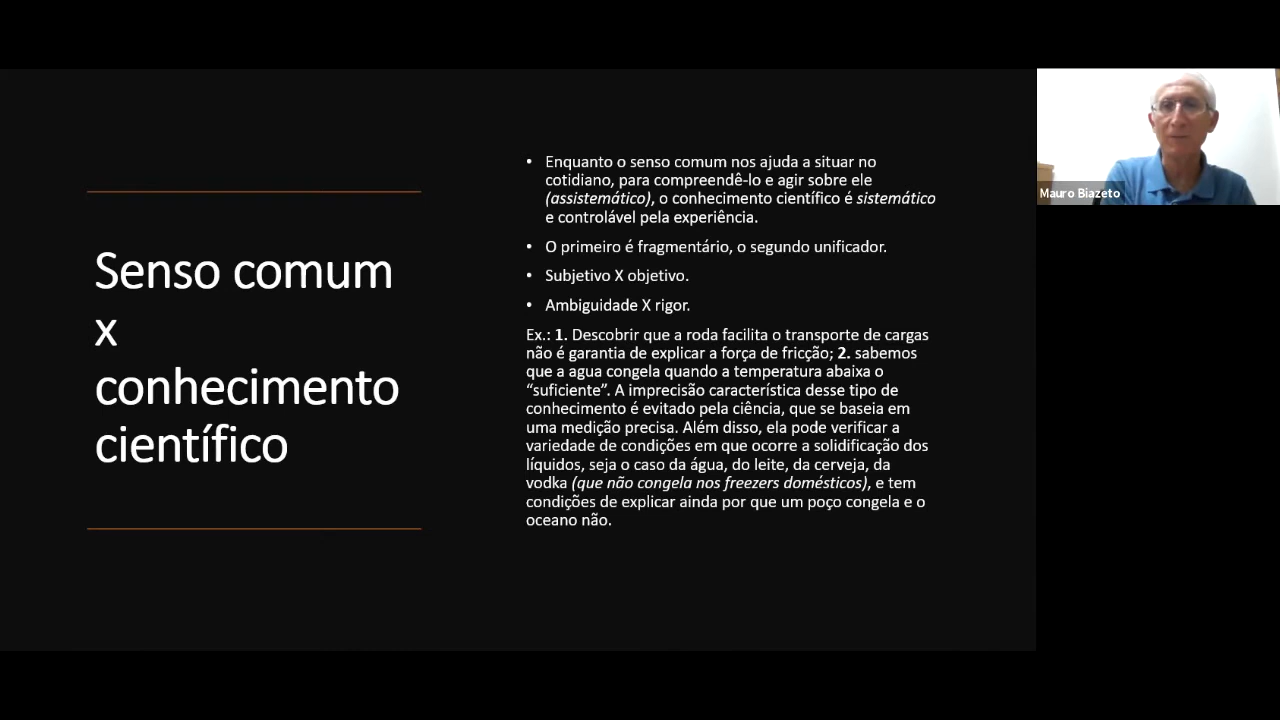 Senso comum
x
conhecimento
científico
• Enquanto o senso comum nos ajuda a situar no
cotidiano, para compreendê-lo e agir sobre ele
(assistemático), o conhecimento científico é sistemático
e controlável pela experiência.
• O primeiro é fragmentário, o segundo unificador.
• Subjetivo X objetivo.
• Ambiguidade X rigor.
Ex.: 1. Descobrir que a roda facilita o transporte de cargas
não é garantia de explicar a força de fricção; 2. sabemos
que a agua congela quando a temperatura abaixa o
“suficiente”. A imprecisão característica desse tipo de
conhecimento é evitado pela ciência, que se baseia em
uma medição precisa. Além disso, ela pode verificar a
variedade de condições em que ocorre a solidificação dos
líquidos, seja o caso da água, do leite, da cerveja, da
vodka (que não congela nos freezers domésticos), e tem
condições de explicar ainda por que um poço congela e o
oceano não.
Mauro Biazeto